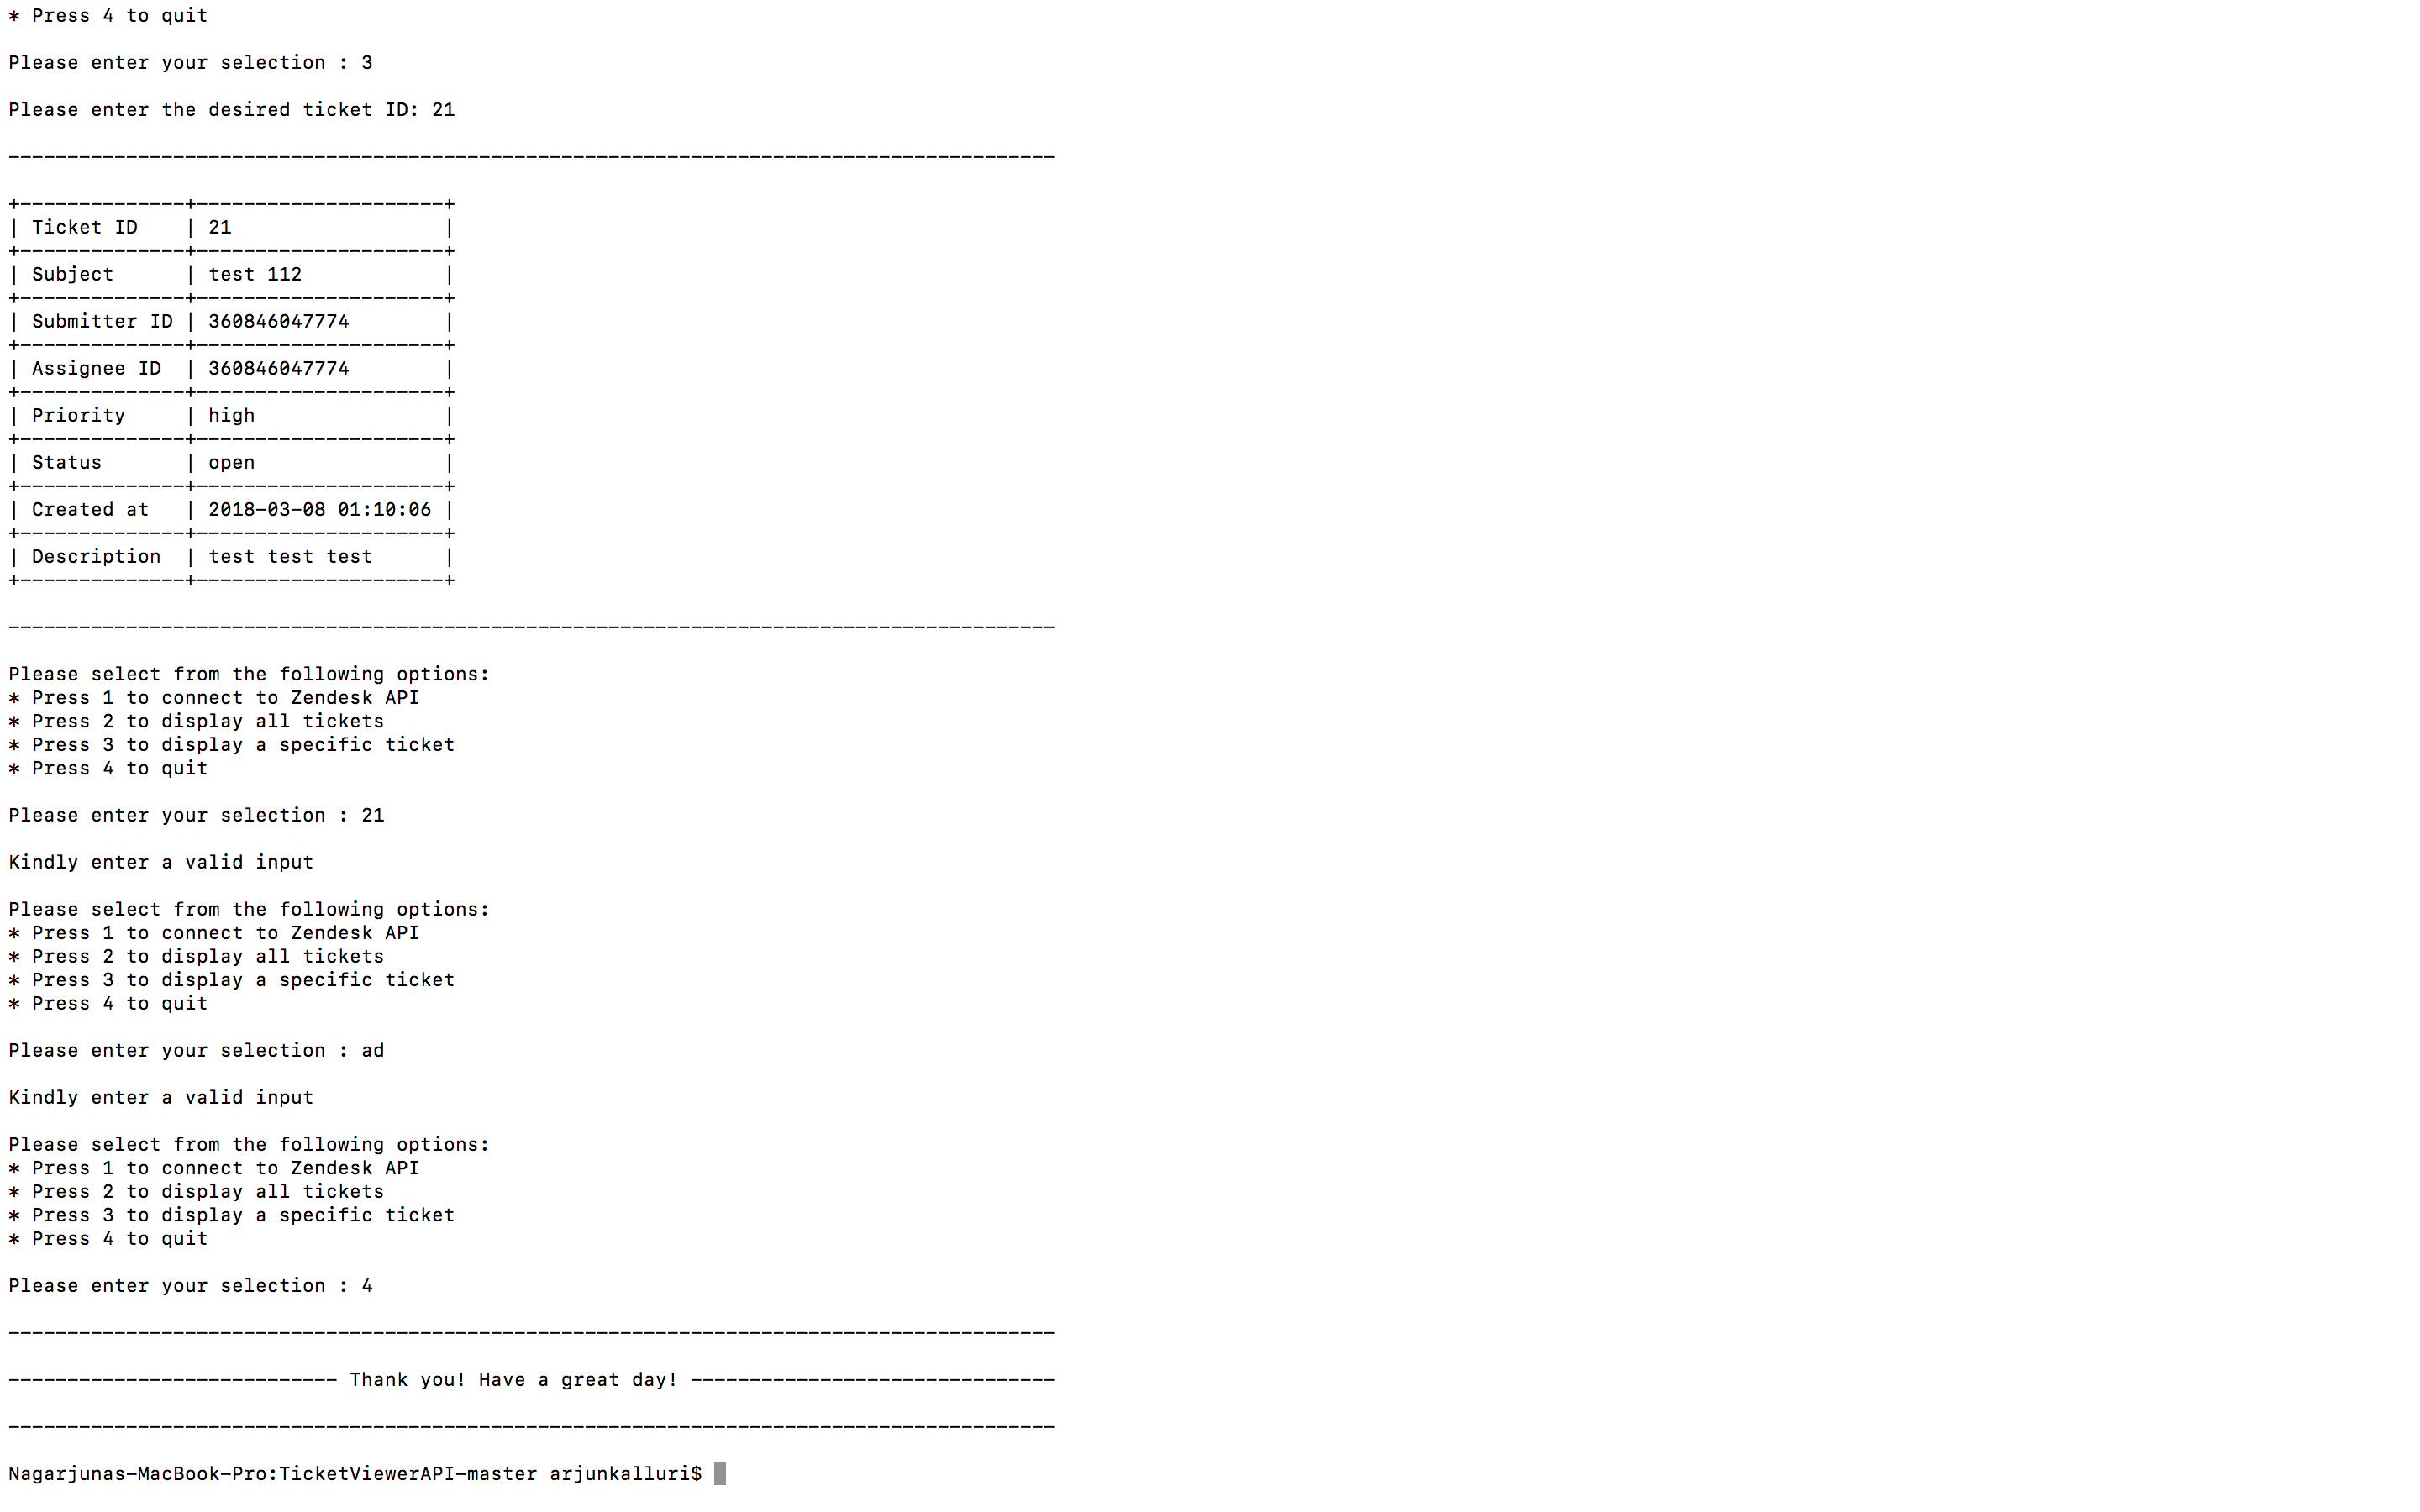 * Press 4 to quit
Please enter your selection : 3
Please enter the desired ticket ID: 21
-----------------------------------------------------------------------------------------
+--------------+---------------------+
| Ticket ID    | 21                  |
+--------------+---------------------+
| Subject      | test 112            |
+--------------+---------------------+
| Submitter ID | 360846047774        |
+--------------+---------------------+
| Assignee ID  | 360846047774        |
+--------------+---------------------+
| Priority     | high                |
+--------------+---------------------+
| Status       | open                |
+--------------+---------------------+
| Created at   | 2018-03-08 01:10:06 |
+--------------+---------------------+
| Description  | test test test      |
+--------------+---------------------+
-----------------------------------------------------------------------------------------
Please select from the following options:
* Press 1 to connect to Zendesk API
* Press 2 to display all tickets
* Press 3 to display a specific ticket
* Press 4 to quit
Please enter your selection : 21
Kindly enter a valid input
Please select from the following options:
* Press 1 to connect to Zendesk API
* Press 2 to display all tickets
* Press 3 to display a specific ticket
* Press 4 to quit
Please enter your selection : ad
Kindly enter a valid input
Please select from the following options:
* Press 1 to connect to Zendesk API
* Press 2 to display all tickets
* Press 3 to display a specific ticket
* Press 4 to quit
Please enter your selection : 4
-----------------------------------------------------------------------------------------
---------------------------- Thank you! Have a great day! -------------------------------
-----------------------------------------------------------------------------------------
Nagarjunas-MacBook-Pro:TicketViewerAPI-master arjunkalluri$